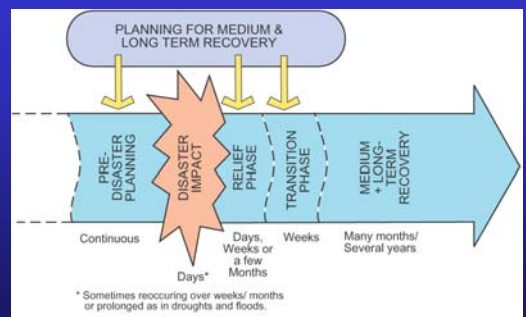 PLANNING FOR MEDIUM &
LONG TERM RECOVERY
PRE-
DISASTER
PLANNING
DISASTER
IMPACT
RELIEF
PHASE
TRANSITION
PHASE
MEDIUM
+ LONG-
TERM
RECOVERY
Continuous
Days*
Days,
Weeks or
a few
Months
Weeks
Many months/
Several years
* Sometimes reoccuring over weeks/ months
or prolonged as in droughts and floods.